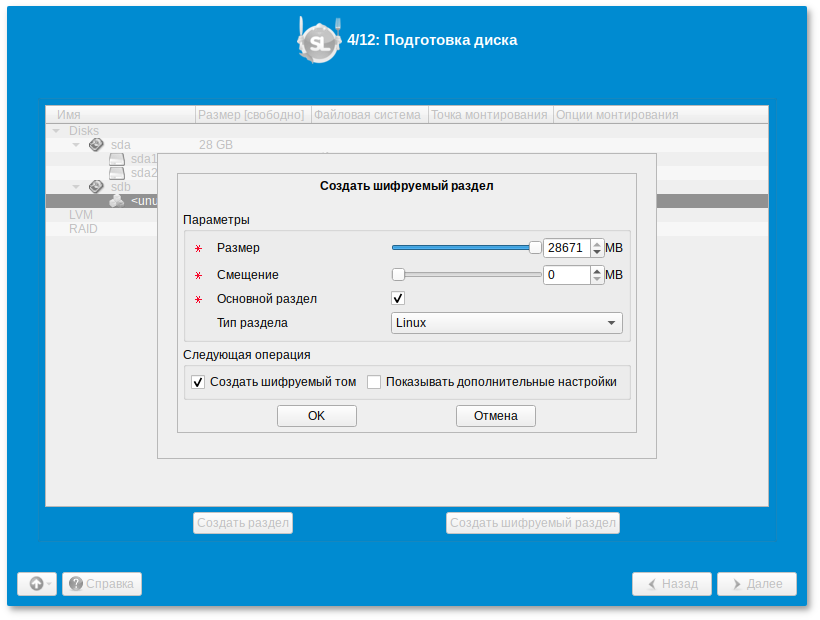 SL
4/12: Подготовка диска
Имя Размер [свободно] Файловая система Точка монтирования Опции монтирования
Disks
sda 28 GB
sda1
sda2
sdb
<unu
LVM
RAID
Создать шифруемый раздел
Параметры
* Размер 28671 MB
* Смещение 0 MB
* Основной раздел
Тип раздела Linux
Следующая операция
Создать шифруемый том Показывать дополнительные настройки
OK Отмена
Создать раздел Создать шифруемый раздел
Справка Назад Далее